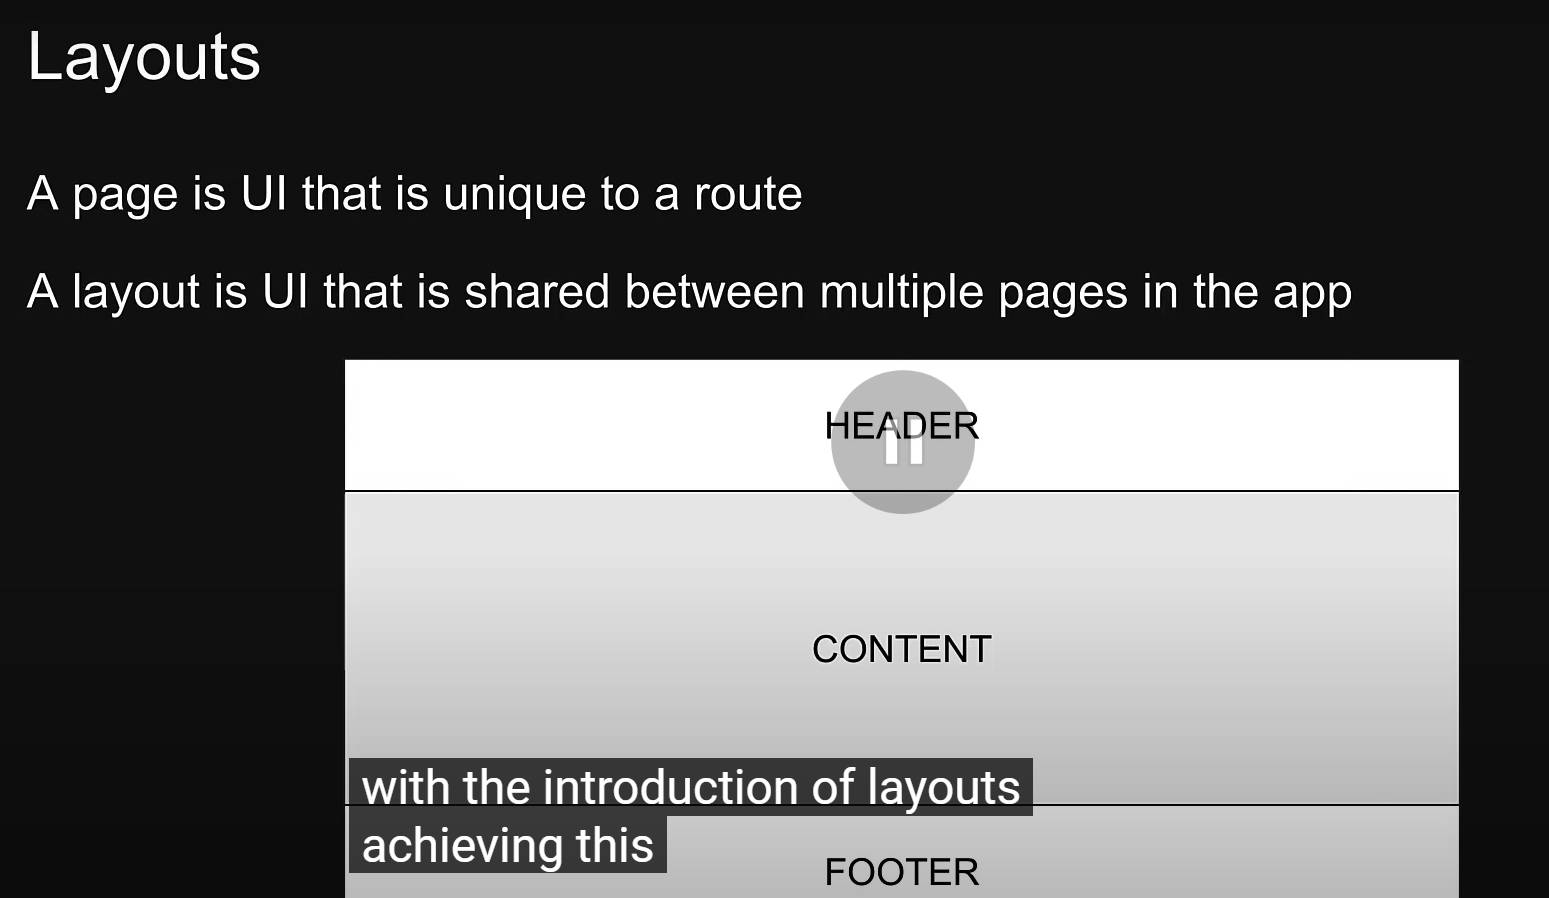 Layouts
A page is UI that is unique to a route
A layout is UI that is shared between multiple pages in the app
HEADER
CONTENT
with the introduction of layouts
achieving this
FOOTER